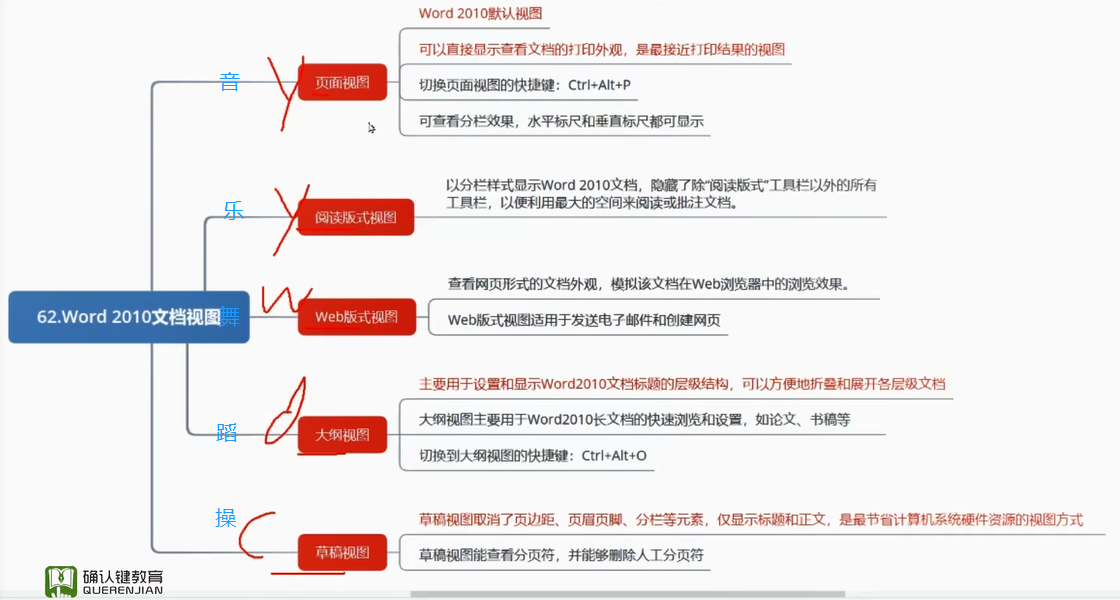 Word 2010默认视图
可以直接显示查看文档的打印外观，是最接近打印结果的视图
音
y
页面视图
切换页面视图的快捷键：Ctrl+Alt+P
可查看分栏效果，水平标尺和垂直标尺都可显示
以分栏样式显示Word 2010文档，隐藏了除“阅读版式”工具栏以外的所有
工具栏，以便利用最大的空间来阅读或批注文档。
乐
y
阅读版式视图
查看网页形式的文档外观，模拟该文档在Web浏览器中的浏览效果。
62.Word 2010文档视图
舞
w
Web版式视图
Web版式视图适用于发送电子邮件和创建网页
主要用于设置和显示Word2010文档标题的层级结构，可以方便地折叠和展开各层级文档
大纲视图主要用于Word2010长文档的快速浏览和设置，如论文、书稿等
蹈
d
大纲视图
切换到大纲视图的快捷键：Ctrl+Alt+O
操
c
草稿视图取消了页边距、页眉页脚、分栏等元素，仅显示标题和正文，是最节省计算机系统硬件资源的视图方式
草稿视图
草稿视图能查看分页符，并能够删除人工分页符
确认键教育
QUERENJIAN